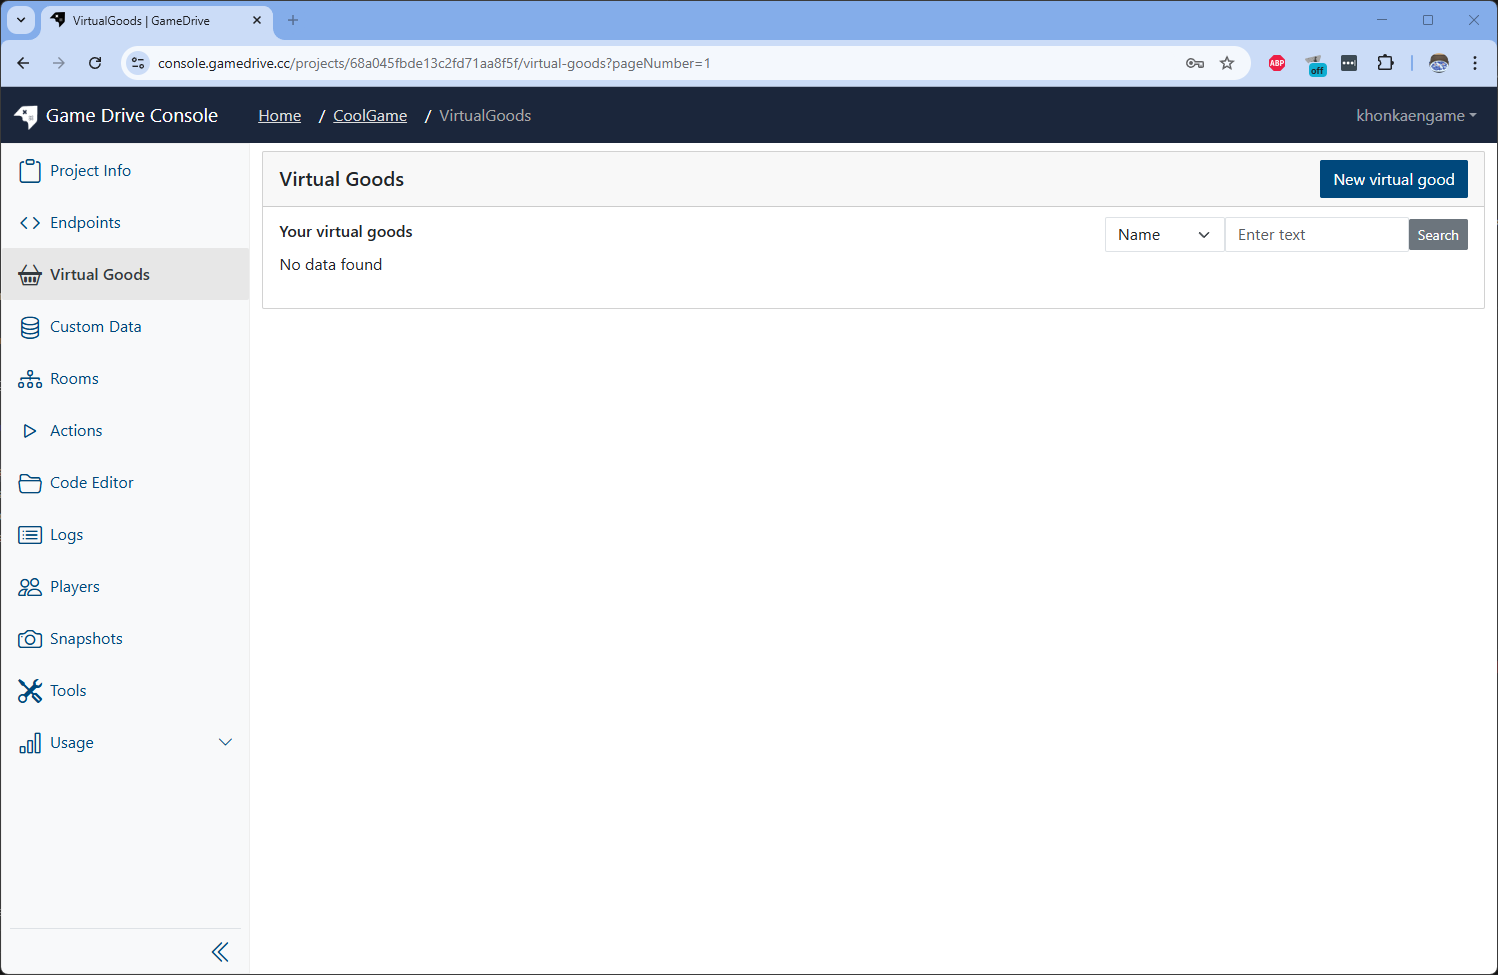 VirtualGoods | GameDrive
console.gamedrive.cc/projects/68a045fbde13c2fd71aa8f5f/virtual-goods?pageNumber=1
ABP
off
Game Drive Console
Home / CoolGame / VirtualGoods
khonkaengame
Project Info
Endpoints
Virtual Goods
Custom Data
Rooms
Actions
Code Editor
Logs
Players
Snapshots
Tools
Usage
Virtual Goods
New virtual good
Your virtual goods
Name
Enter text
Search
No data found